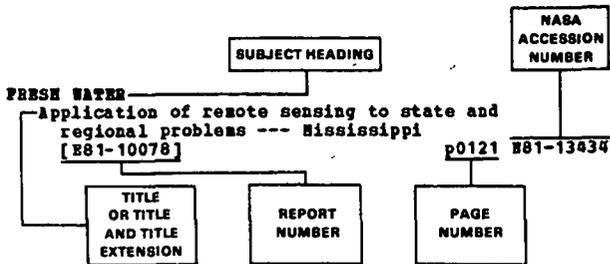 NASA
ACCESSION
NUMBER
SUBJECT HEADING
FRESH WATER
Application of remote sensing to state and
regional problems --- Mississippi
[E81-10078] p0121 N81-13434
TITLE
OR TITLE
AND TITLE
EXTENSION
REPORT
NUMBER
PAGE
NUMBER